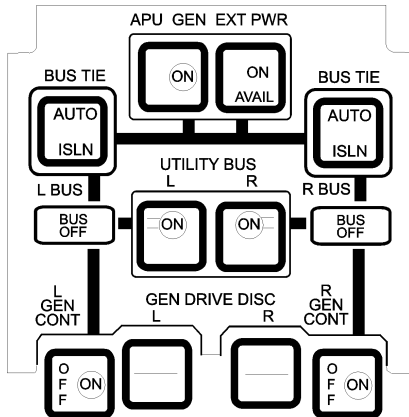 APU GEN EXT PWR
ON ON
AVAIL
BUS TIE BUS TIE
AUTO AUTO
ISLN ISLN
UTILITY BUS
L BUS L R R BUS
BUS OFF ON ON BUS OFF
L GEN CONT GEN DRIVE DISC R GEN CONT
L R
OFF ON OFF ON